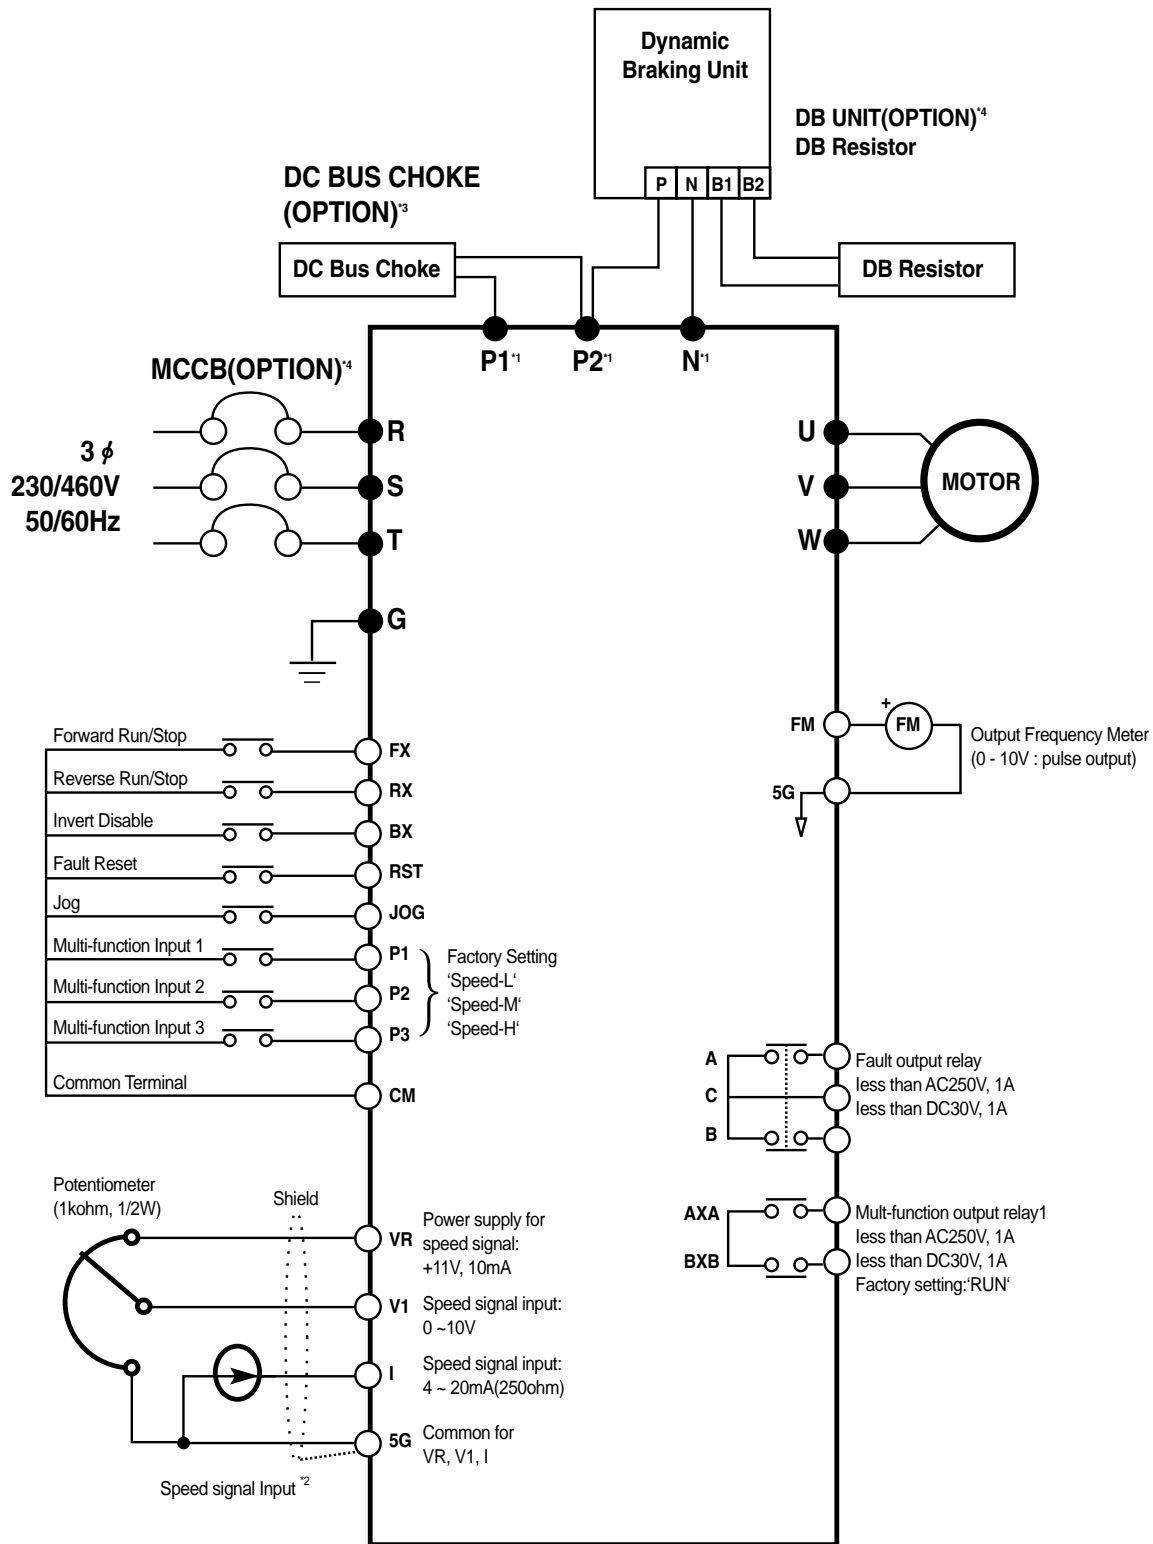 Dynamic
Braking Unit
P N B1 B2
DB UNIT(OPTION)*4
DB Resistor
DC BUS CHOKE
(OPTION)*3
DC Bus Choke
DB Resistor
P1*1 P2*1 N*1
MCCB(OPTION)*4
3 ϕ
230/460V
50/60Hz
R
S
T
G
U
V
W
MOTOR
FM
+
FM
5G
Output Frequency Meter
(0 - 10V : pulse output)
Forward Run/Stop FX
Reverse Run/Stop RX
Invert Disable BX
Fault Reset RST
Jog JOG
Multi-function Input 1 P1
Multi-function Input 2 P2
Multi-function Input 3 P3
Common Terminal CM
Factory Setting
‘Speed-L‘
‘Speed-M‘
‘Speed-H‘
A
C
B
Fault output relay
less than AC250V, 1A
less than DC30V, 1A
AXA
BXB
Mult-function output relay1
less than AC250V, 1A
less than DC30V, 1A
Factory setting:‘RUN‘
Potentiometer
(1kohm, 1/2W)
Shield
VR
Power supply for
speed signal:
+11V, 10mA
V1
Speed signal input:
0 ~10V
I
Speed signal input:
4 ~ 20mA(250ohm)
5G
Common for
VR, V1, I
Speed signal Input *2